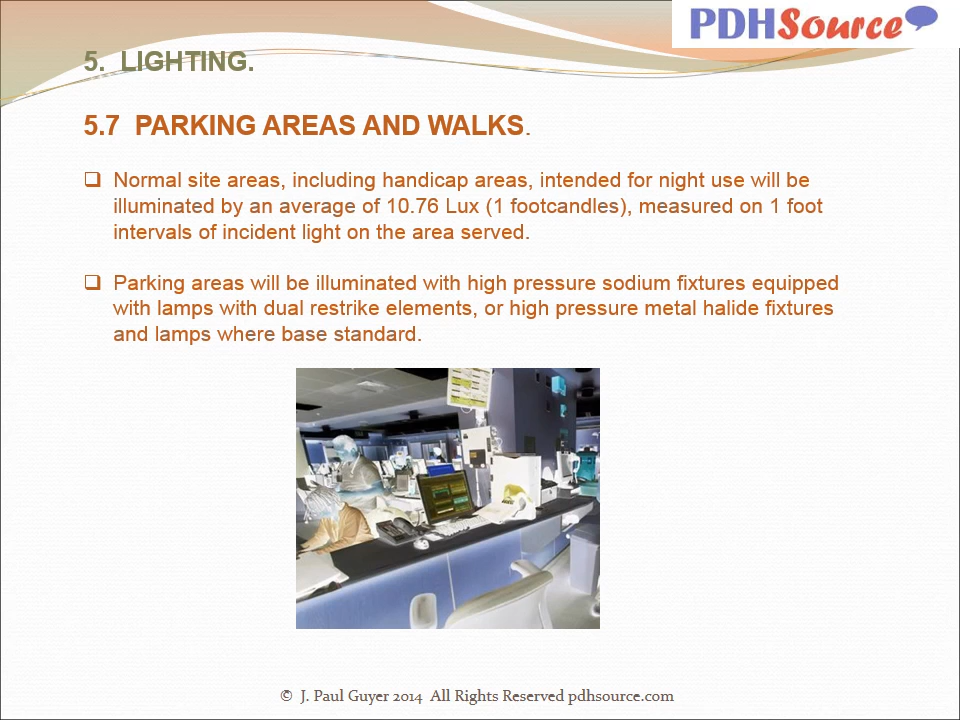 PDHSource
5.  LIGHTING.
5.7  PARKING AREAS AND WALKS.
❑ Normal site areas, including handicap areas, intended for night use will be
illuminated by an average of 10.76 Lux (1 footcandles), measured on 1 foot
intervals of incident light on the area served.
❑ Parking areas will be illuminated with high pressure sodium fixtures equipped
with lamps with dual restrike elements, or high pressure metal halide fixtures
and lamps where base standard.
© J. Paul Guyer 2014  All Rights Reserved pdhsource.com